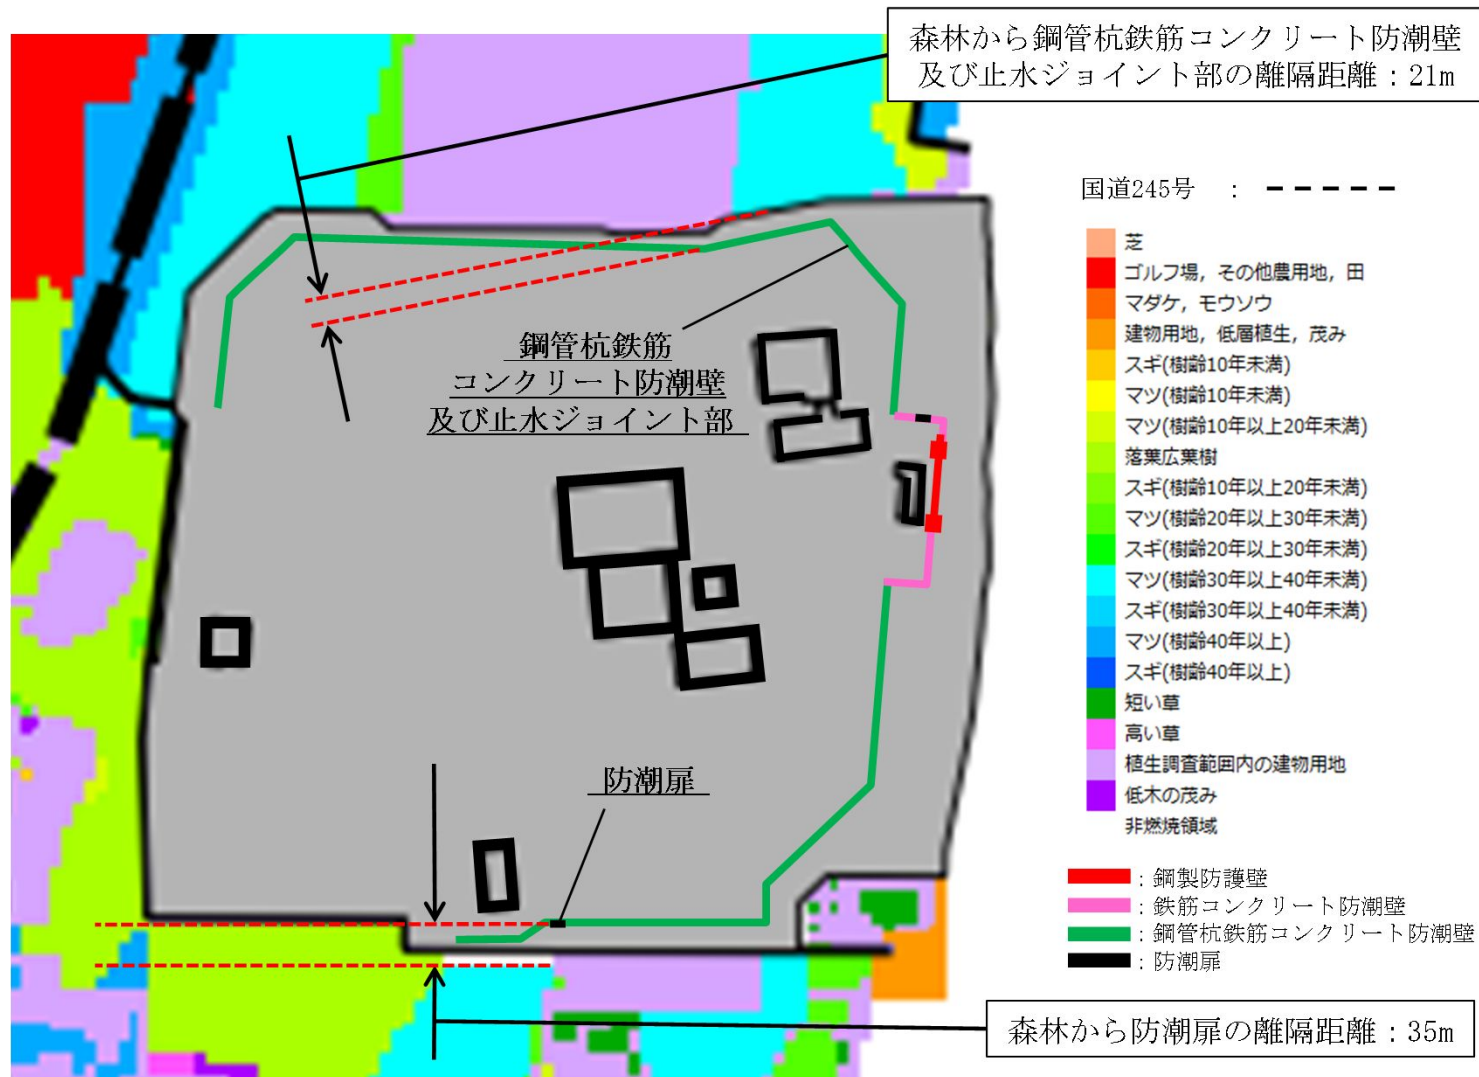 森林から鋼管杭鉄筋コンクリート防潮壁
及び止水ジョイント部の離隔距離：21m
国道245号 ：
芝
ゴルフ場，その他農用地，田
マダケ，モウソウ
建物用地，低層植生，茂み
スギ(樹齢10年未満)
マツ(樹齢10年未満)
マツ(樹齢10年以上20年未満)
落葉広葉樹
スギ(樹齢10年以上20年未満)
マツ(樹齢20年以上30年未満)
スギ(樹齢20年以上30年未満)
マツ(樹齢30年以上40年未満)
スギ(樹齢30年以上40年未満)
マツ(樹齢40年以上)
スギ(樹齢40年以上)
短い草
高い草
植生調査範囲内の建物用地
低木の茂み
非燃焼領域
：鋼製防護壁
：鉄筋コンクリート防潮壁
：鋼管杭鉄筋コンクリート防潮壁
：防潮扉
鋼管杭鉄筋
コンクリート防潮壁
及び止水ジョイント部
防潮扉
森林から防潮扉の離隔距離：35m